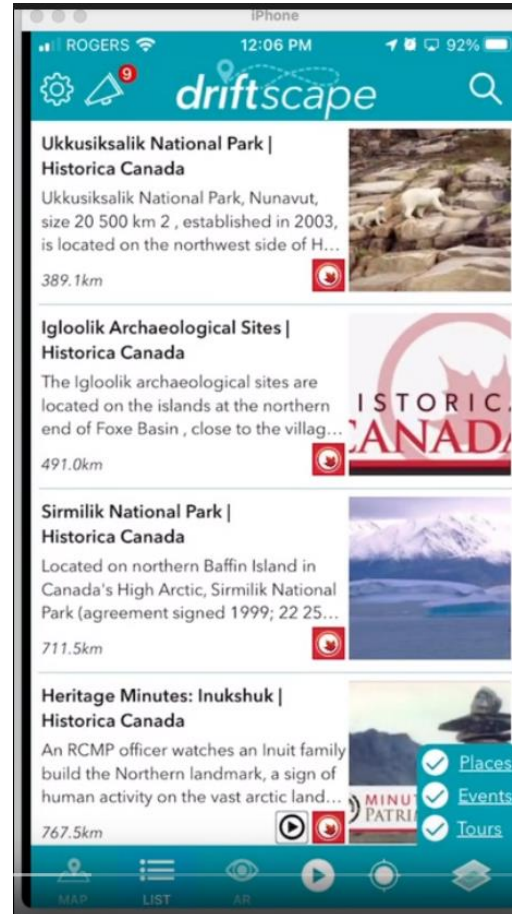 iPhone
ROGERS 12:06 PM 92%
9
driftscape
Ukkusiksalik National Park |
Historica Canada
Ukkusiksalik National Park, Nunavut,
size 20 500 km 2 , established in 2003,
is located on the northwest side of H...
389.1km
Igloolik Archaeological Sites |
Historica Canada
The Igloolik archaeological sites are
located on the islands at the northern
end of Foxe Basin , close to the villag...
491.0km
ISTORIC
CANADA
Sirmilik National Park |
Historica Canada
Located on northern Baffin Island in
Canada's High Arctic, Sirmilik National
Park (agreement signed 1999; 22 25...
711.5km
Heritage Minutes: Inukshuk |
Historica Canada
An RCMP officer watches an Inuit family
build the Northern landmark, a sign of
human activity on the vast arctic land...
767.5km
MINU
PATRI
Places
Events
Tours
MAP LIST AR